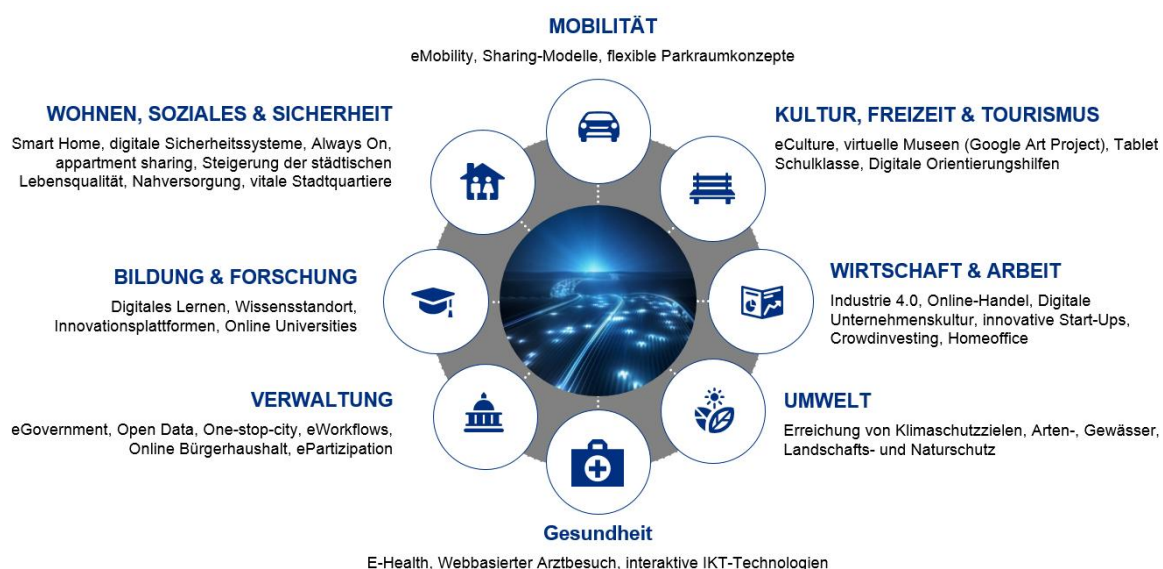 MOBILITÄT
eMobility, Sharing-Modelle, flexible Parkraumkonzepte
WOHNEN, SOZIALES & SICHERHEIT
Smart Home, digitale Sicherheitssysteme, Always On,
appartment sharing, Steigerung der städtischen
Lebensqualität, Nahversorgung, vitale Stadtquartiere
KULTUR, FREIZEIT & TOURISMUS
eCulture, virtuelle Museen (Google Art Project), Tablet
Schulklasse, Digitale Orientierungshilfen
BILDUNG & FORSCHUNG
Digitales Lernen, Wissensstandort,
Innovationsplattformen, Online Universities
WIRTSCHAFT & ARBEIT
Industrie 4.0, Online-Handel, Digitale
Unternehmenskultur, innovative Start-Ups,
Crowdinvesting, Homeoffice
VERWALTUNG
eGovernment, Open Data, One-stop-city, eWorkflows,
Online Bürgerhaushalt, ePartizipation
UMWELT
Erreichung von Klimaschutzzielen, Arten-, Gewässer,
Landschafts- und Naturschutz
Gesundheit
E-Health, Webbasierter Arztbesuch, interaktive IKT-Technologien